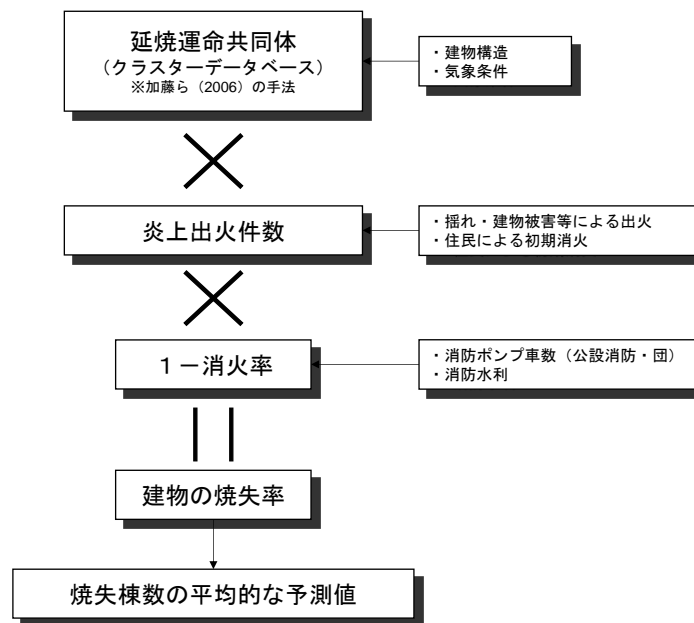 延焼運命共同体
（クラスターデータベース）
※加藤ら（2006）の手法
・建物構造
・気象条件
炎上出火件数
・揺れ・建物被害等による出火
・住民による初期消火
１－消火率
・消防ポンプ車数（公設消防・団）
・消防水利
建物の焼失率
焼失棟数の平均的な予測値